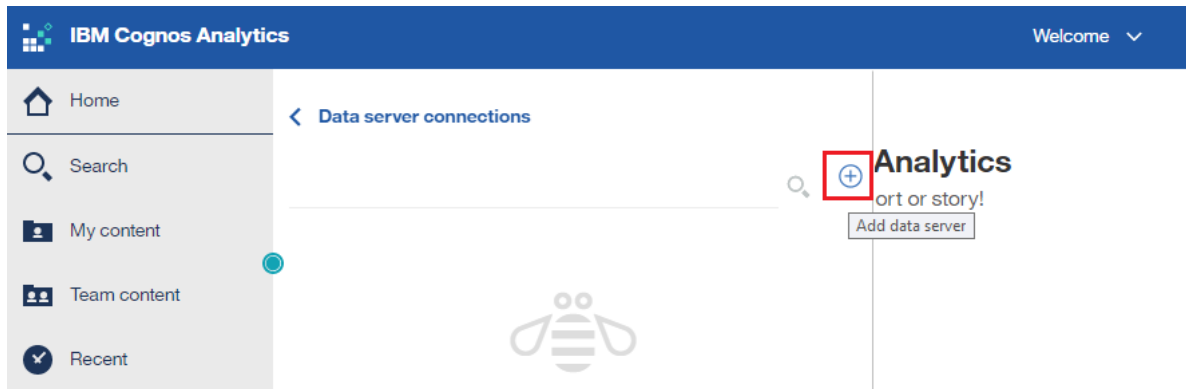 IBM Cognos Analytics
Welcome
Home
Data server connections
Search
Analytics
ort or story!
Add data server
My content
Team content
Recent